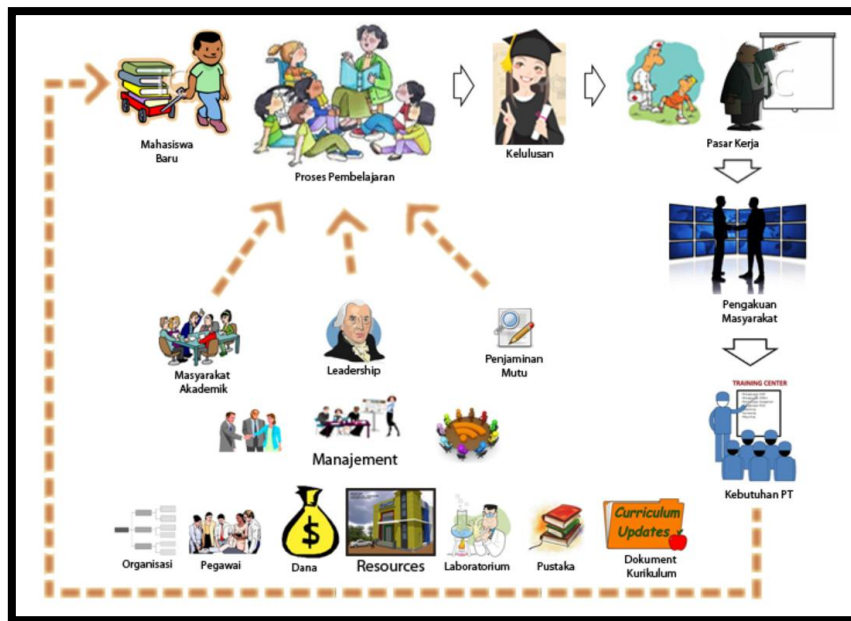 Mahasiswa
Baru
Proses Pembelajaran
Kelulusan
Pasar Kerja
Pengakuan
Masyarakat
Masyarakat
Akademik
Leadership
Penjaminan
Mutu
TRAINING CENTER
Manajement
Kebutuhan PT
Organisasi
Pegawai
$
Dana
Resources
Laboratorium
Pustaka
Curriculum
Updates
Dokument
Kurikulum